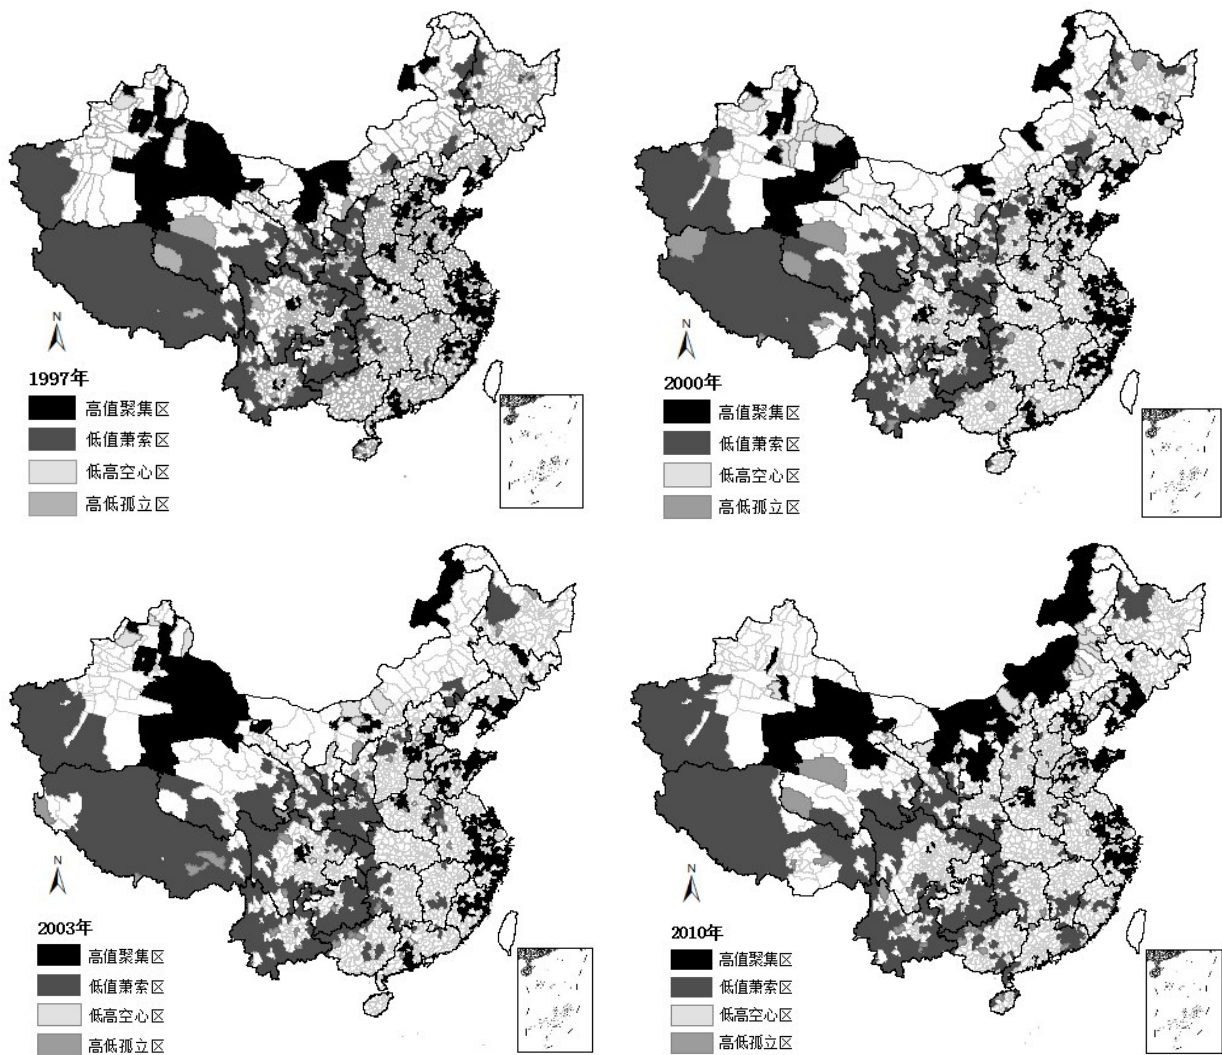 N
1997年
高值聚集区
低值萧索区
低高空心区
高低孤立区
N
2000年
高值聚集区
低值萧索区
低高空心区
高低孤立区
N
2003年
高值聚集区
低值萧索区
低高空心区
高低孤立区
N
2010年
高值聚集区
低值萧索区
低高空心区
高低孤立区